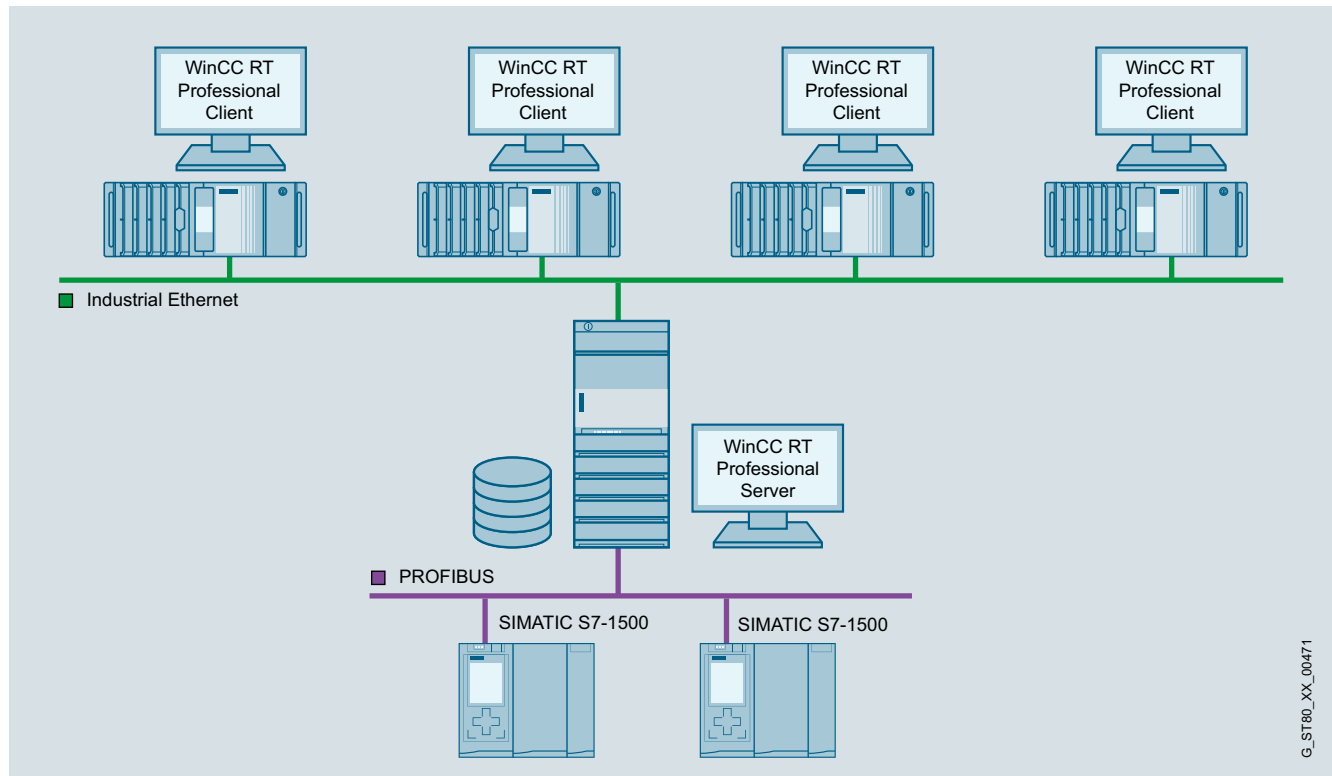 WinCC RT
Professional
Client
WinCC RT
Professional
Client
WinCC RT
Professional
Client
WinCC RT
Professional
Client
Industrial Ethernet
WinCC RT
Professional
Server
PROFIBUS
SIMATIC S7-1500
SIMATIC S7-1500
G_ST80_XX_00471